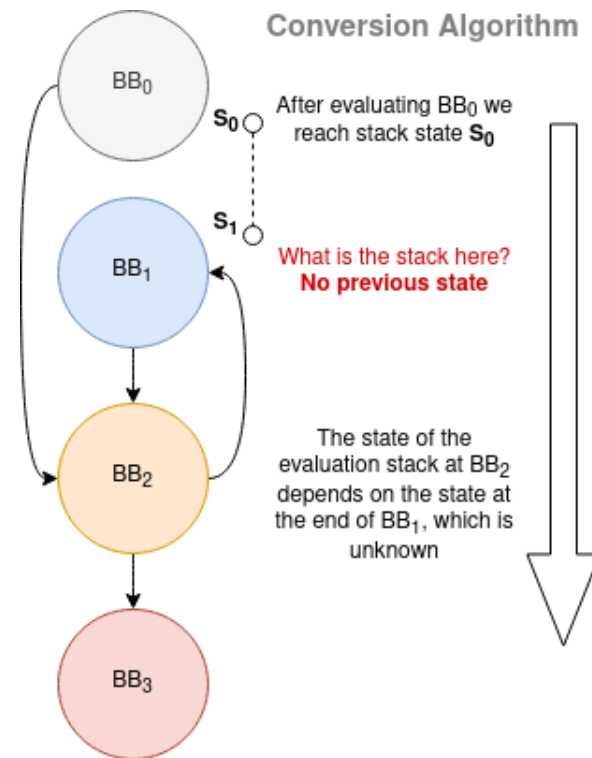 Conversion Algorithm
BB0
After evaluating BB0 we
reach stack state S0
S0
S1
BB1
What is the stack here?
No previous state
BB2
The state of the
evaluation stack at BB2
depends on the state at
the end of BB1, which is
unknown
BB3